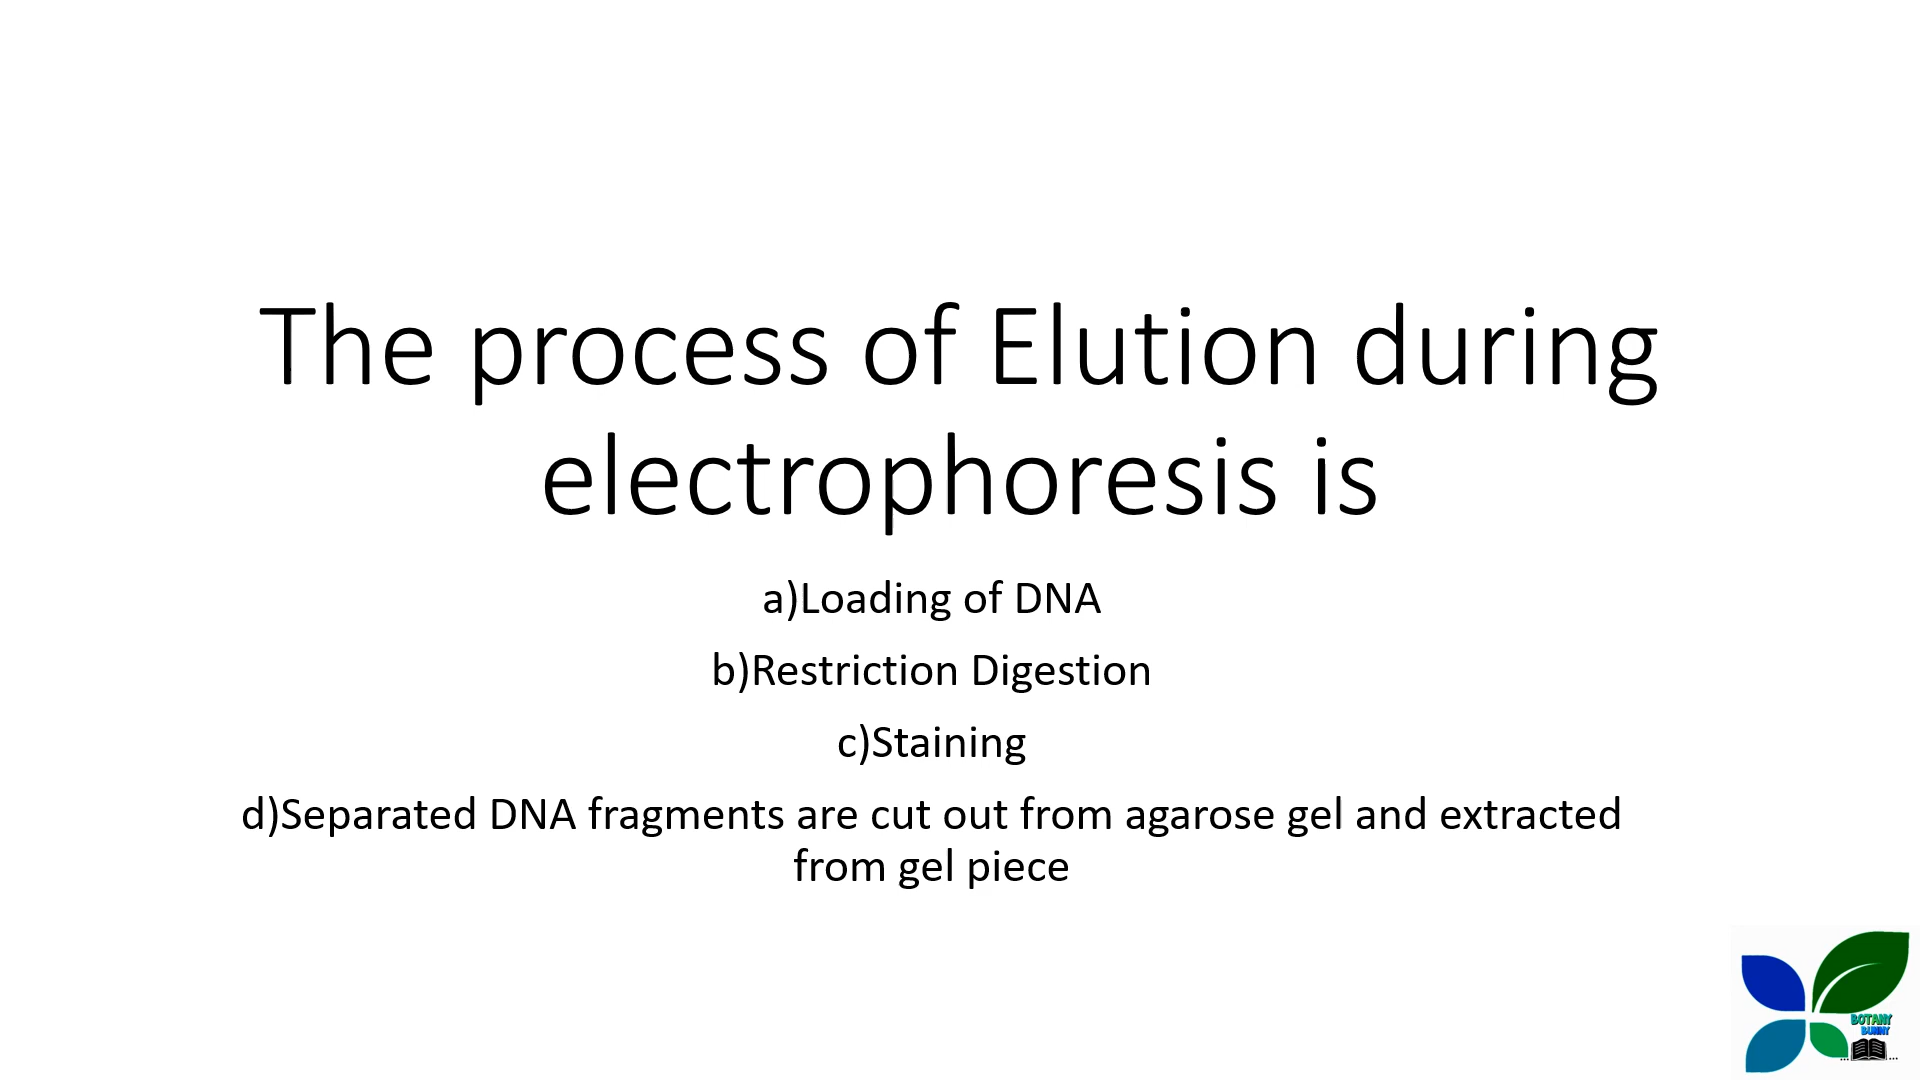 The process of Elution during
electrophoresis is
a)Loading of DNA
b)Restriction Digestion
c)Staining
d)Separated DNA fragments are cut out from agarose gel and extracted
from gel piece
BOTANY
BUNNY